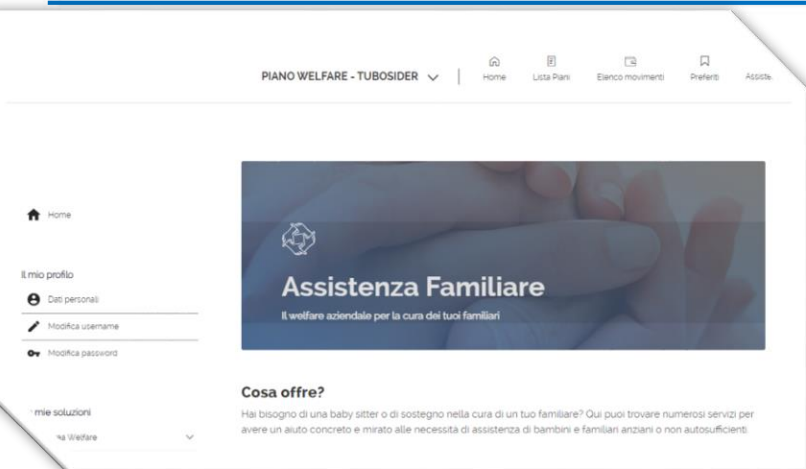 PIANO WELFARE - TUBOSIDER
Home
Lista Piani
Elenco movimenti
Preferiti
Home
Il mio profilo
Dati personali
Modifica username
Modifica password
mie soluzioni
Welfare
Assistenza Familiare
Il welfare aziendale per la cura dei tuoi familiari
Cosa offre?
Hai bisogno di una baby sitter o di sostegno nella cura di un tuo familiare? Qui puoi trovare numerosi servizi per
avere un aiuto concreto e mirato alle necessità di assistenza di bambini e familiari anziani o non autosufficienti.